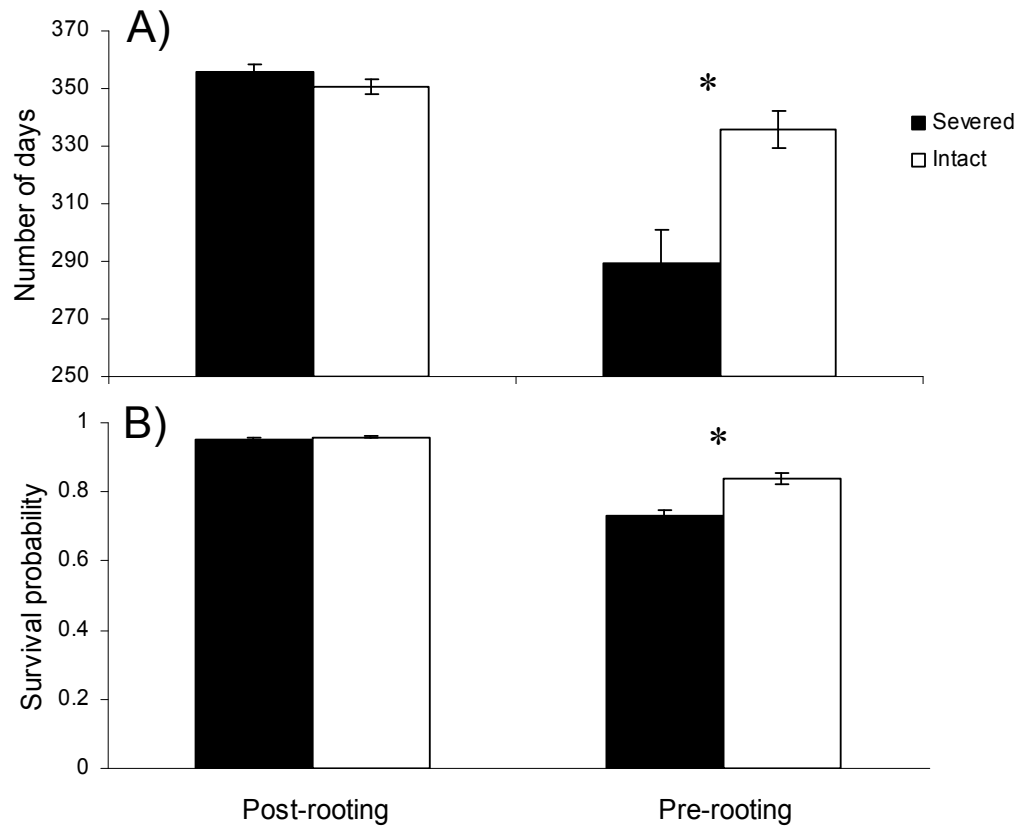 A)
Number of days
370
350
330
310
290
270
250
*
Severed
Intact
B)
Survival probability
1
0.8
0.6
0.4
0.2
0
*
Post-rooting Pre-rooting